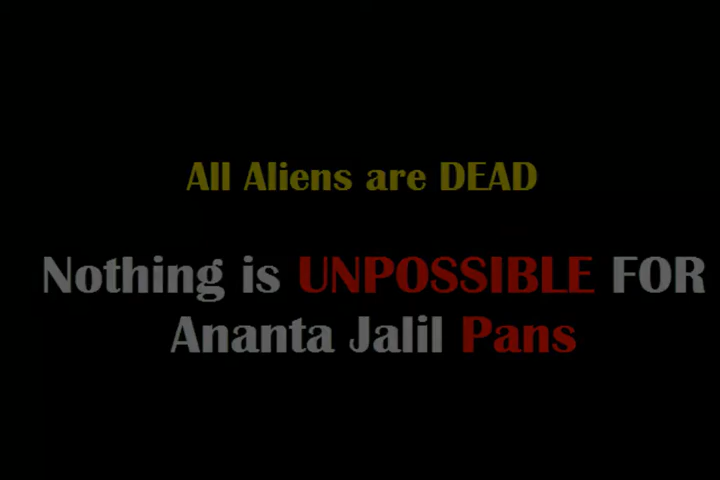 All Aliens are DEAD
Nothing is UNPOSSIBLE FOR
Ananta Jalil Pans